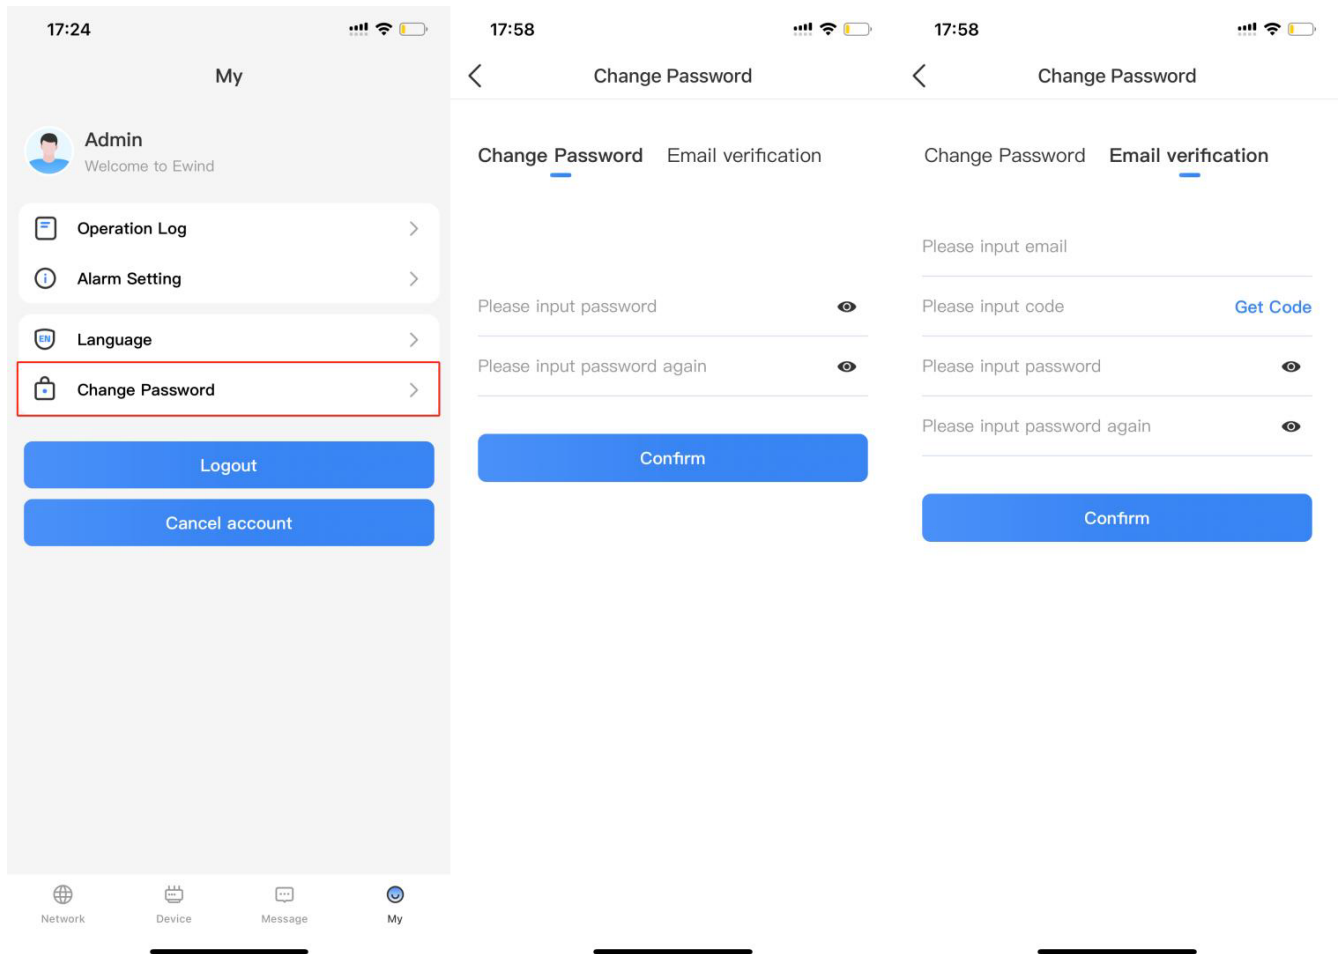 17:24
My
Admin
Welcome to Ewind
Operation Log
Alarm Setting
EN
Language
Change Password
Logout
Cancel account
Network
Device
Message
My
17:58
Change Password
Change Password
Email verification
Please input password
Please input password again
Confirm
17:58
Change Password
Change Password
Email verification
Please input email
Please input code
Get Code
Please input password
Please input password again
Confirm